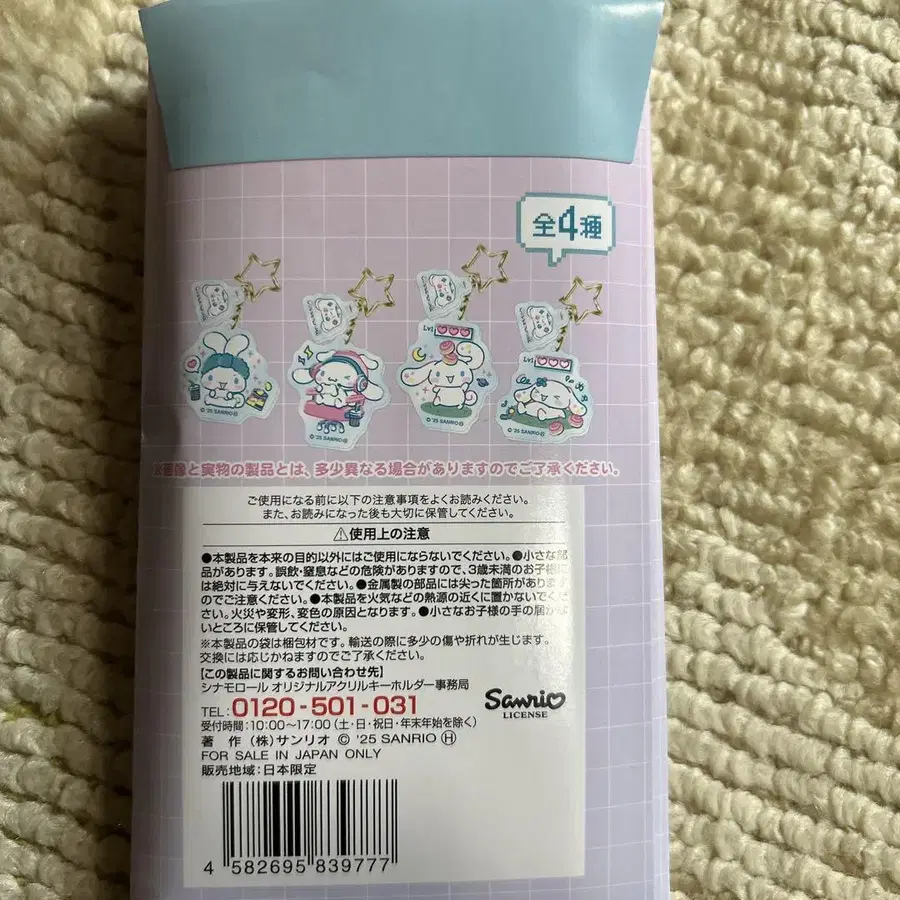 全4種
Lv1
Lv1
© '25 SANRIO Ⓗ
© '25 SANRIO Ⓗ
© '25 SANRIO Ⓗ
© '25 SANRIO Ⓗ
※画像と実物の製品とは、多少異なる場合がありますのでご了承ください。
ご使用になる前に以下の注意事項をよくお読みください。
また、お読みになった後も大切に保管してください。
⚠使用上の注意
●本製品を本来の目的以外にはご使用にならないでください。●小さな部
品があります。誤飲・窒息などの危険がありますので、3歳未満のお子様に
は絶対に与えないでください。●金属製の部品には尖った箇所があります
のでご注意ください。●本製品を火気などの熱源の近くに置かないでくださ
い。火災や変形、変色の原因となります。●小さなお子様の手の届かな
いところに保管してください。
※本製品の袋は梱包材です。輸送の際に多少の傷や折れが生じます。
交換には応じかねますのでご了承ください。
【この製品に関するお問い合わせ先】
シナモロール オリジナルアクリルキーホルダー事務局
TEL:0120-501-031
受付時間:10:00～17:00(土・日・祝日・年末年始を除く)
著 作 (株)サンリオ © '25 SANRIO Ⓗ
FOR SALE IN JAPAN ONLY
販売地域:日本限定
Sanrio
LICENSE
4 582695 839777